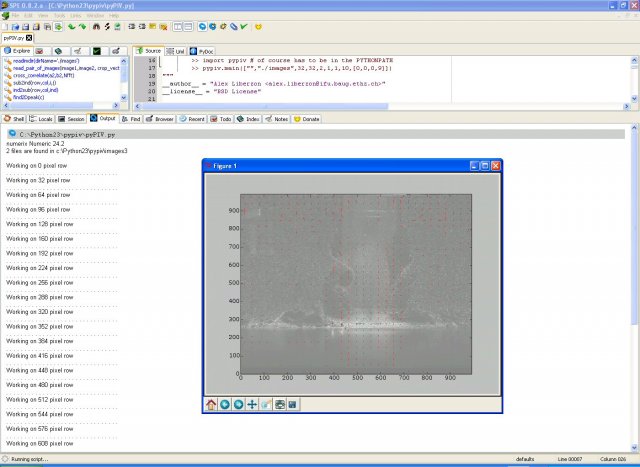 SPE 0.8.2.a - [C:\Python23\pypiv\pyPIV.py]
File Edit View Tools Links Window Help
pyPIV.py
Explore
Source Uml PyDoc
readimdir(dirName='./images')
read_pair_of_images(image1,image2, crop_vect
cross_correlate(a2,b2,Nfft)
sub2ind(row,col,i,j)
ind2sub(row,col,ind)
find2Dpeak(c)
16 >> import pypiv # of course has to be in the PYTHONPATH
17 >> pypiv.main(["","./images",32,32,2,1,1,10,[0,0,0,9]])
18 """
19 __author__ = "Alex Liberzon <alex.liberzon@ifu.baug.ethz.ch>"
20 __license__ = "BSD License"
21
Shell Locals Session Output Find Browser Recent Todo Index Notes Donate
C:\Python23\pypiv\pyPIV.py
numerix Numeric 24.2
2 files are found in c:\Python23\pypiv\images3
Working on 0 pixel row
Working on 32 pixel row
Working on 64 pixel row
Working on 96 pixel row
Working on 128 pixel row
Working on 160 pixel row
Working on 192 pixel row
Working on 224 pixel row
Working on 256 pixel row
Working on 288 pixel row
Working on 320 pixel row
Working on 352 pixel row
Working on 384 pixel row
Working on 416 pixel row
Working on 448 pixel row
Working on 480 pixel row
Working on 512 pixel row
Working on 544 pixel row
Working on 576 pixel row
Working on 608 pixel row
Figure 1
900
800
700
600
500
400
300
200
100
0
0 100 200 300 400 500 600 700 800 900
Running script... defaults Line 00007 Column 026